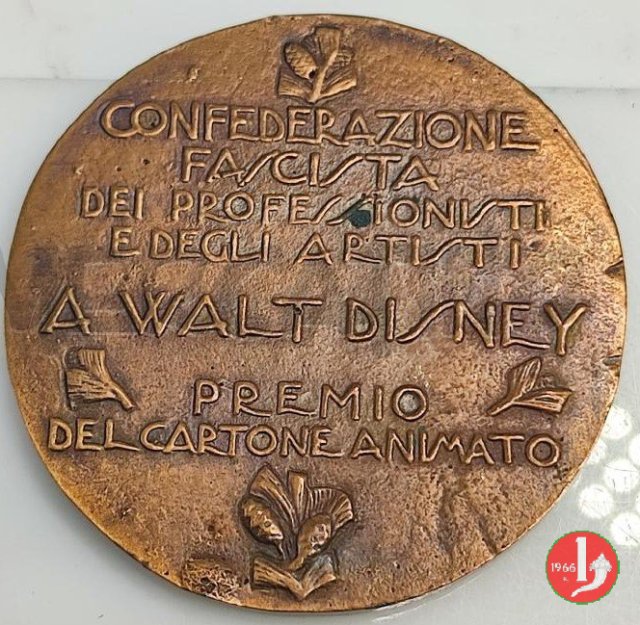 CONFEDERAZIONE
FASCISTA
DEI PROFESSIONISTI
E DEGLI ARTISTI
A WALT DISNEY
PREMIO
DEL CARTONE ANIMATO
1966